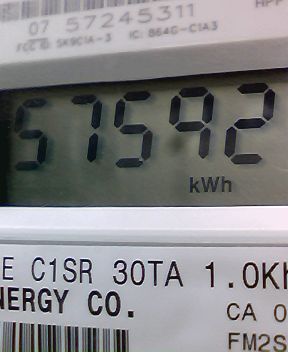 07 57245311
FCC ID: SK9CIA-3 IC: 864G-C1A3
57592
kWh
E C1SR 30TA 1.0Kh
NERGY CO.
CA 0
FM2S